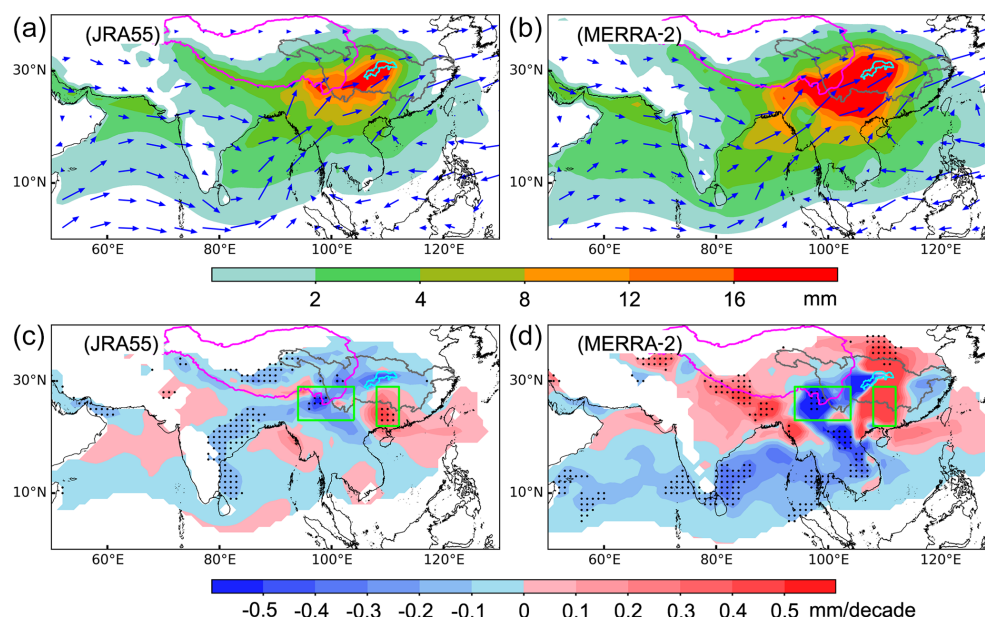 (a) (JRA55) (b) (MERRA-2)
30°N 30°N
10°N 10°N
60°E 80°E 100°E 120°E 60°E 80°E 100°E 120°E
2 4 8 12 16 mm
(c) (JRA55) (d) (MERRA-2)
30°N 30°N
10°N 10°N
60°E 80°E 100°E 120°E 60°E 80°E 100°E 120°E
-0.5 -0.4 -0.3 -0.2 -0.1 0 0.1 0.2 0.3 0.4 0.5 mm/decade